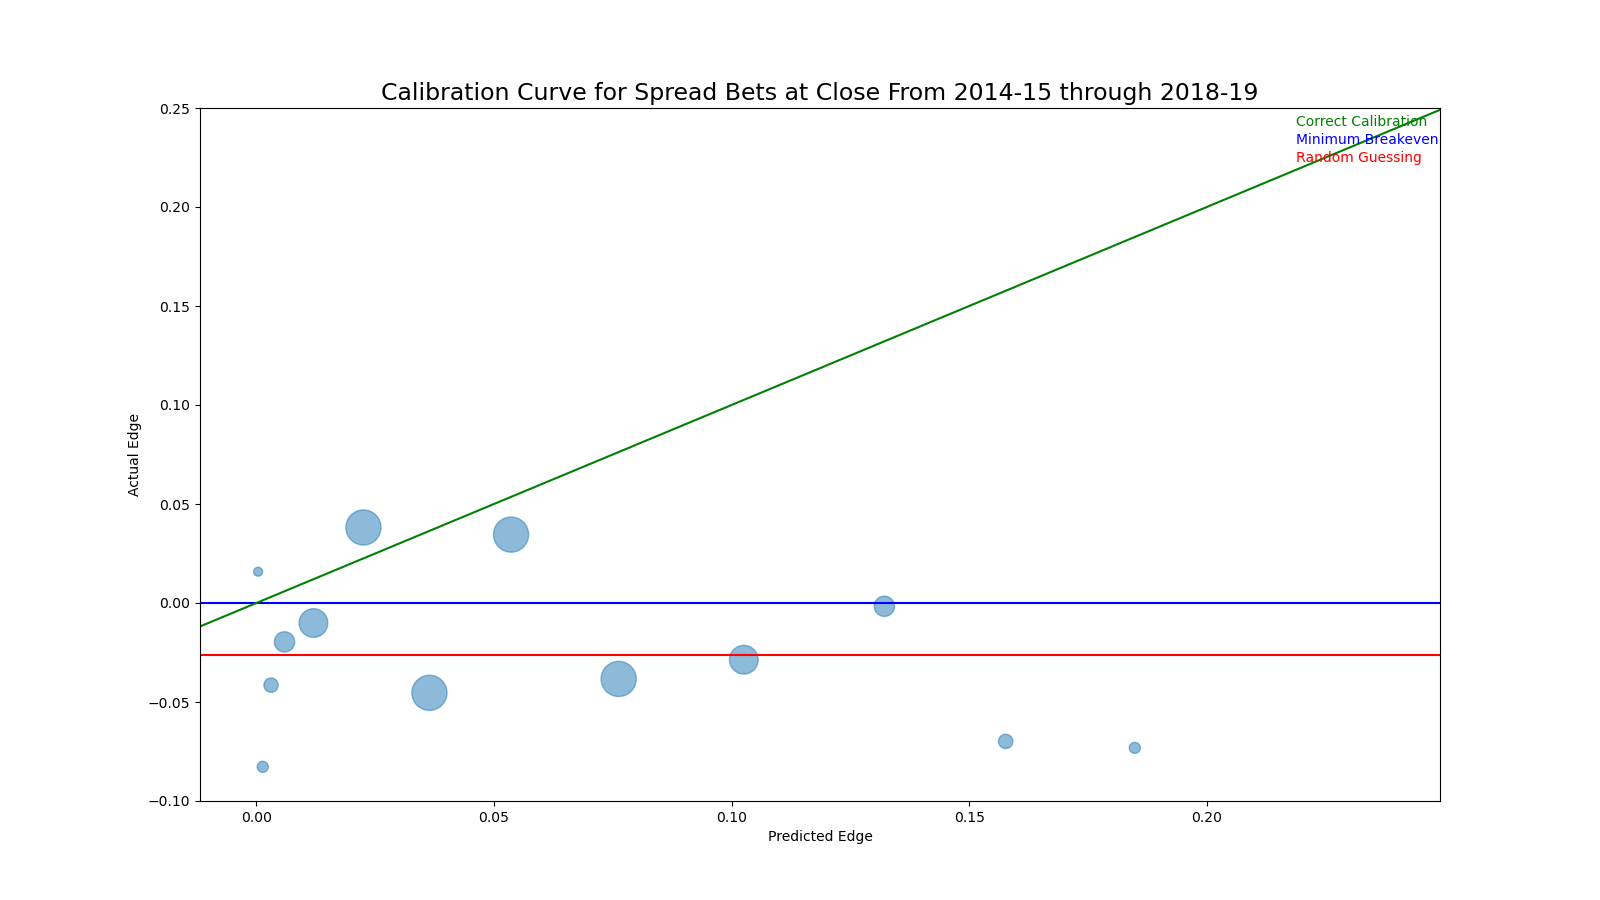 Calibration Curve for Spread Bets at Close From 2014-15 through 2018-19
Correct Calibration
Minimum Breakeven
Random Guessing
0.25
0.20
0.15
0.10
0.05
0.00
−0.05
−0.10
Actual Edge
0.00 0.05 0.10 0.15 0.20
Predicted Edge